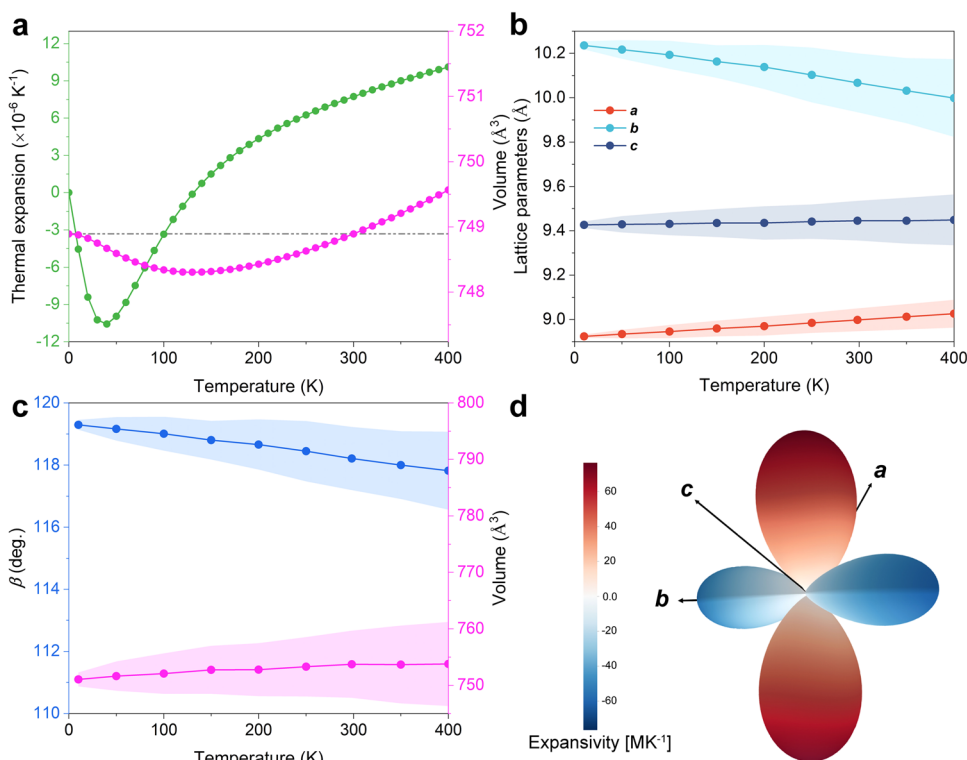 a
Thermal expansion (×10⁻⁶ K⁻¹)
12
9
6
3
0
-3
-6
-9
-12
752
751
750
749
748
Volume (Å³)
0
100
200
300
400
Temperature (K)
b
Lattice parameters (Å)
10.2
10.0
9.8
9.6
9.4
9.2
9.0
a
b
c
0
100
200
300
400
Temperature (K)
c
β (deg.)
120
118
116
114
112
110
800
790
780
770
760
750
Volume (Å³)
0
100
200
300
400
Temperature (K)
d
60
40
20
0.0
-20
-40
-60
Expansivity [MK⁻¹]
c
a
b